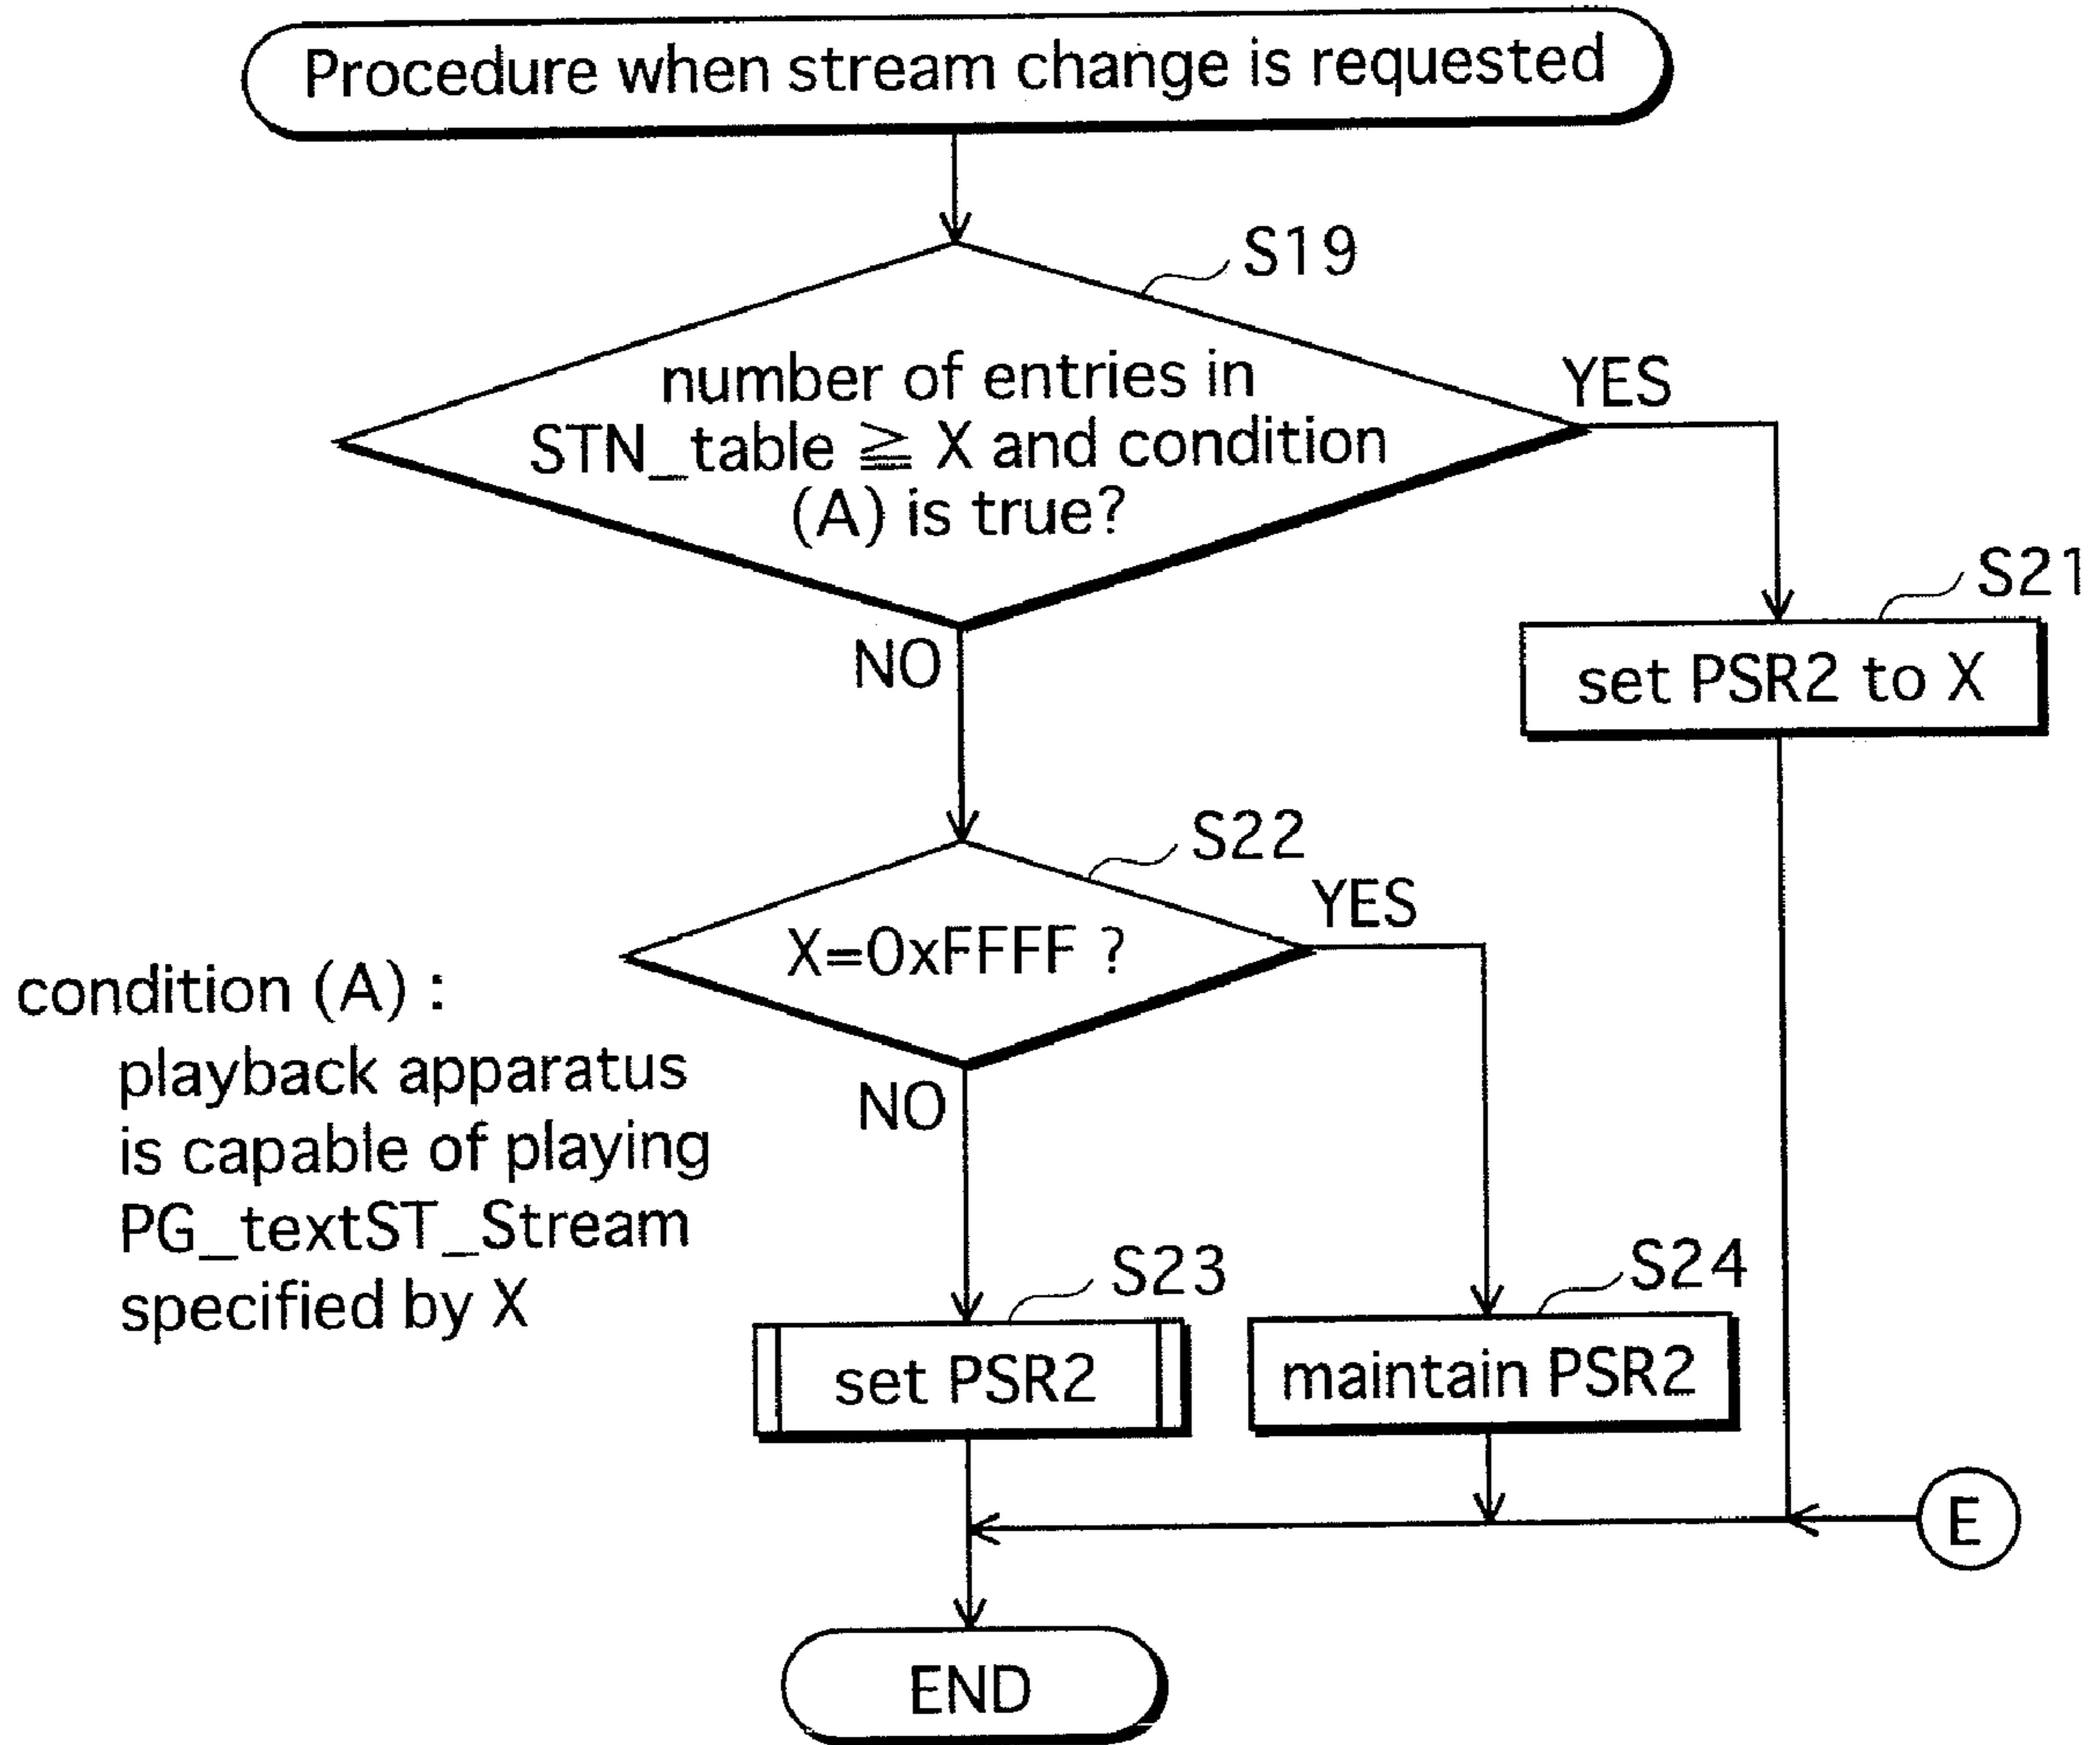 Procedure when stream change is requested
S19
number of entries in
STN_table ≧ X and condition
(A) is true?
YES
NO
S21
set PSR2 to X
S22
X=0xFFFF ?
YES
NO
condition (A) :
playback apparatus
is capable of playing
PG_textST_Stream
specified by X
S23
set PSR2
S24
maintain PSR2
E
END